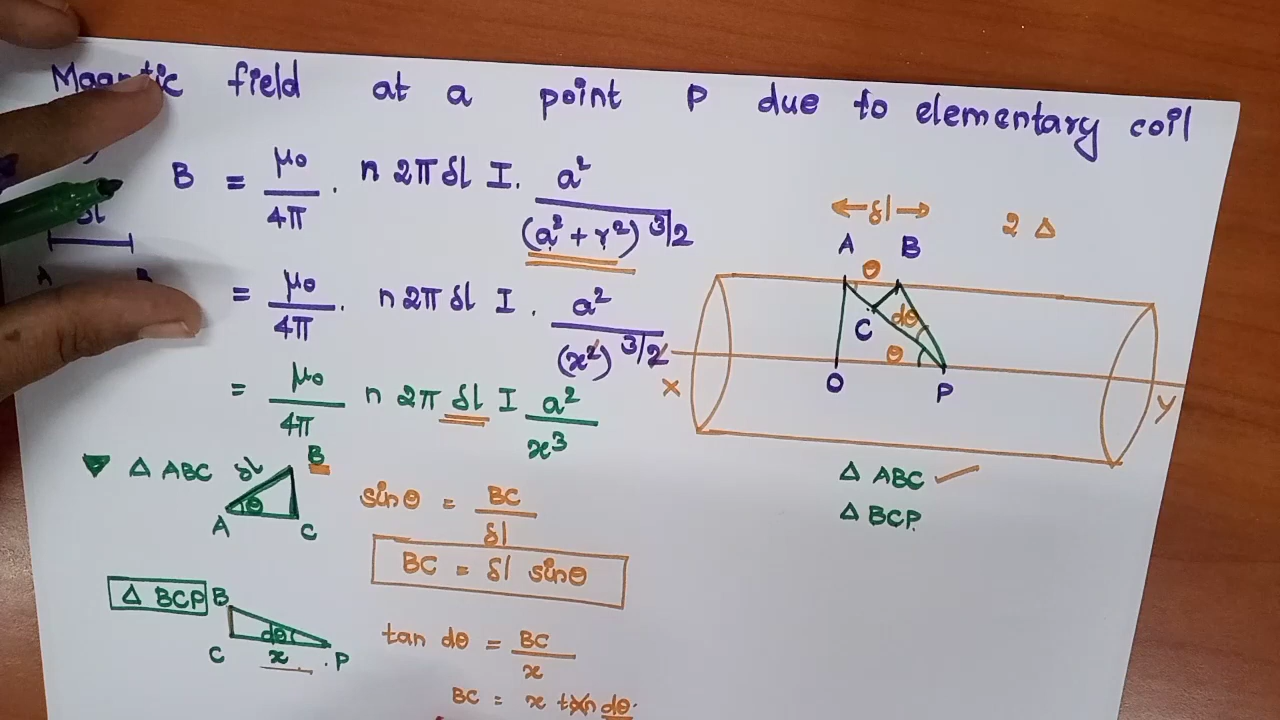 Magnetic field at a point P due to elementary coil
B = μ₀/4π . n 2π δl I . a²/(a² + r²)^3/2
δl
A B
= μ₀/4π . n 2π δl I . a²/(x²)^3/2
= μ₀/4π n 2π δl I a²/x³
Δ ABC δl B
θ
A C
sinθ = BC/δl
BC = δl sinθ
Δ BCP B
dθ
C x P
tan dθ = BC/x
BC = x tan dθ
δl 2 Δ
A B
θ
C dθ
θ
X O P Y
Δ ABC ✓
Δ BCP